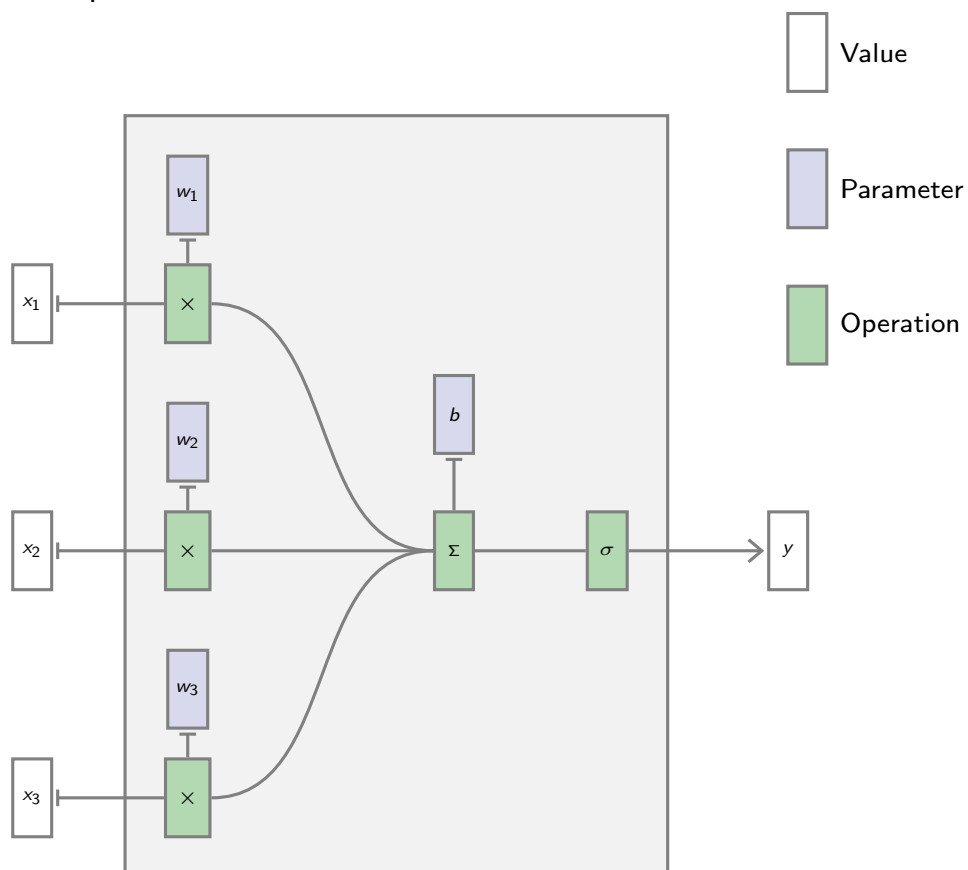 Value
Parameter
Operation
w₁
x₁
×
b
w₂
x₂
×
Σ
σ
y
w₃
x₃
×